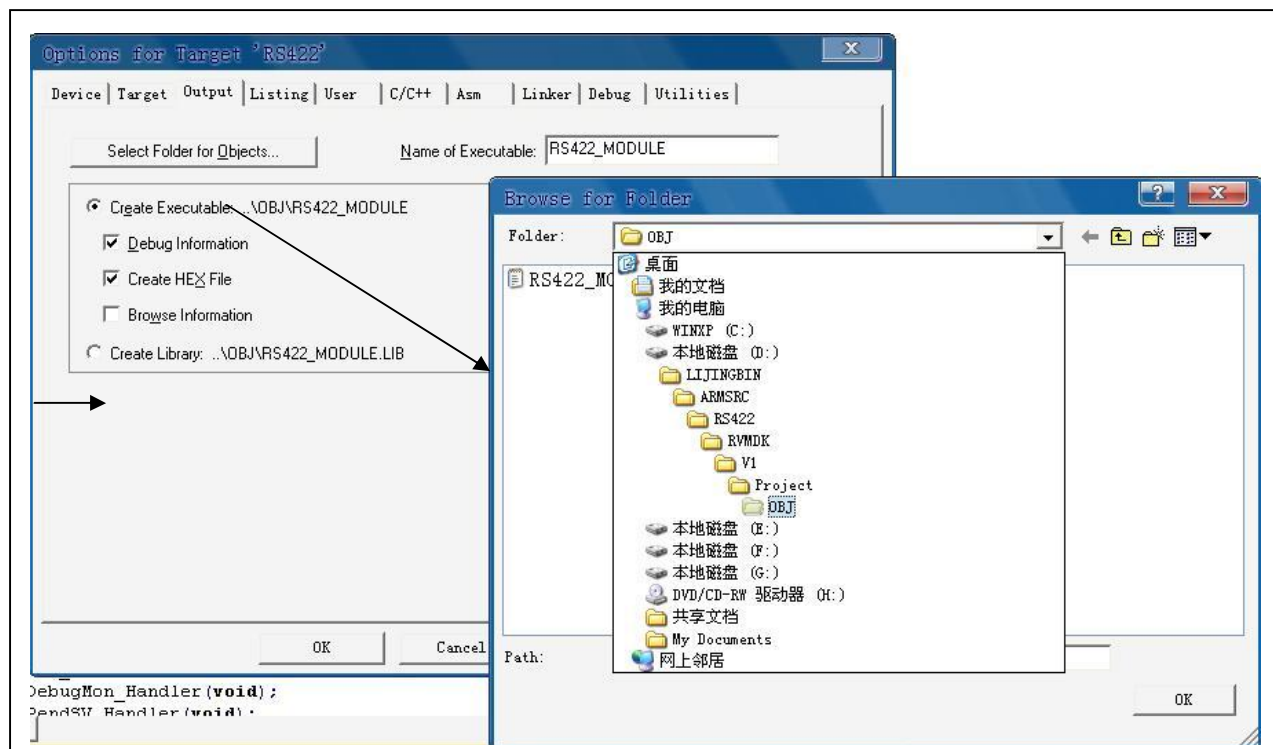 Options for Target 'RS422'
Device Target Output Listing User C/C++ Asm Linker Debug Utilities
Select Folder for Objects...
Name of Executable: RS422_MODULE
Create Executable: ..\OBJ\RS422_MODULE
Debug Information
Create HEX File
Browse Information
Create Library: ..\OBJ\RS422_MODULE.LIB
OK
Cancel
DebugMon_Handler(void);
PendSV_Handler(void);
Browse for Folder
Folder: OBJ
RS422_MO
桌面
我的文档
我的电脑
WINXP (C:)
本地磁盘 (D:)
LIJINGBIN
ARMSRC
RS422
RVMDK
V1
Project
OBJ
本地磁盘 (E:)
本地磁盘 (F:)
本地磁盘 (G:)
DVD/CD-RW 驱动器 (H:)
共享文档
My Documents
网上邻居
Path:
OK